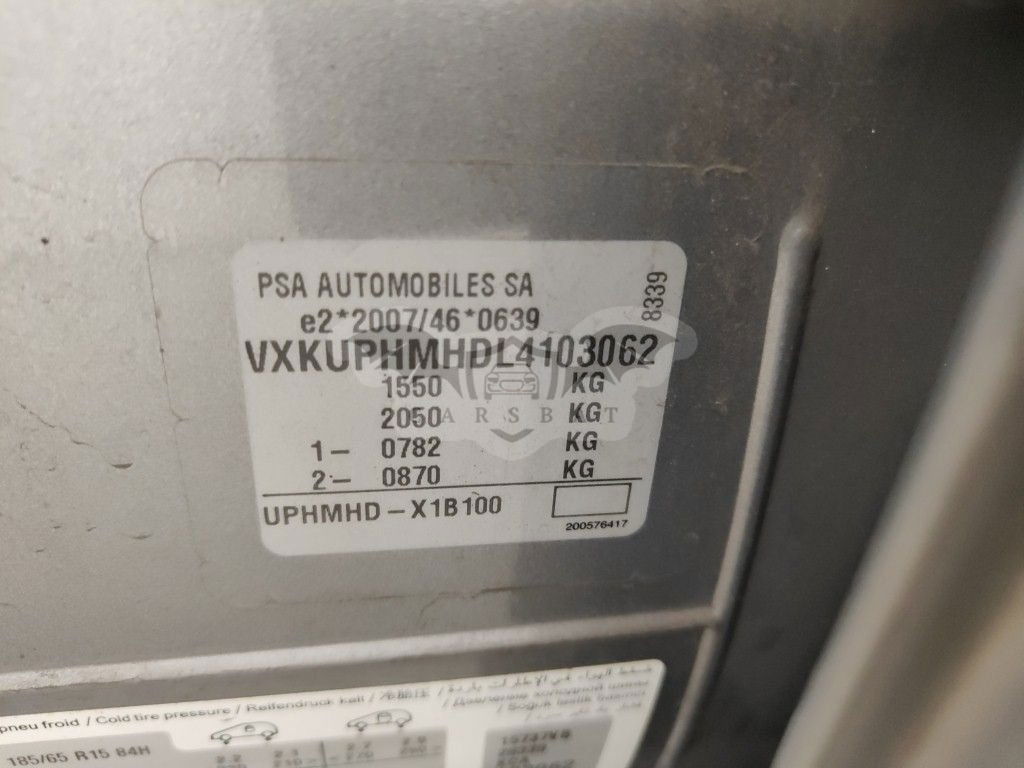 PSA AUTOMOBILES SA
8339
e2*2007/46*0639
VXKUPHMHDL4103062
1550 KG
2050 KG
1- 0782 KG
2- 0870 KG
UPHMHD-X1B100
200576417
ARSB T
pneu froid / Cold tire pressure / Reifendruck kalt /
185/65 R15 84H